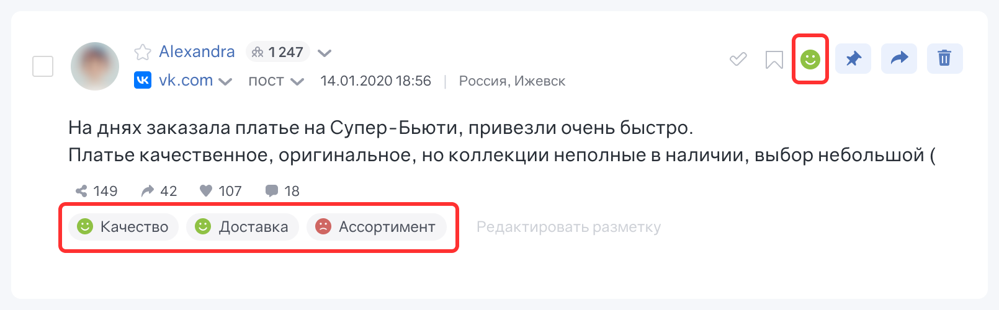 Alexandra 1 247
vk.com пост 14.01.2020 18:56 | Россия, Ижевск
На днях заказала платье на Супер-Бьюти, привезли очень быстро.
Платье качественное, оригинальное, но коллекции неполные в наличии, выбор небольшой (
149 42 107 18
Качество Доставка Ассортимент Редактировать разметку